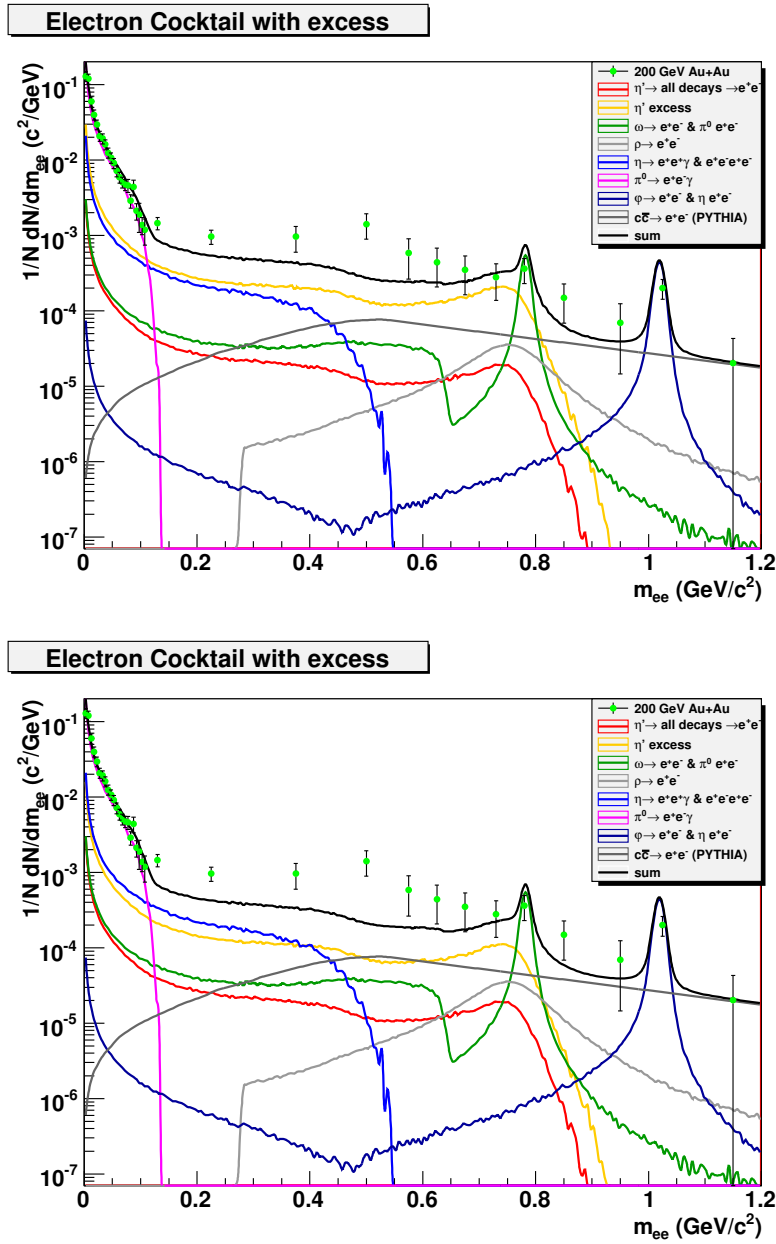 Electron Cocktail with excess
1/N dN/dm_ee (c²/GeV)
10⁻¹
10⁻²
10⁻³
10⁻⁴
10⁻⁵
10⁻⁶
10⁻⁷
200 GeV Au+Au
η'→ all decays →e⁺e⁻
η' excess
ω→ e⁺e⁻ & π⁰ e⁺e⁻
ρ→ e⁺e⁻
η→ e⁺e⁺γ & e⁺e⁻e⁺e⁻
π⁰→ e⁺e⁻γ
φ→ e⁺e⁻ & η e⁺e⁻
cc̅→ e⁺e⁻ (PYTHIA)
sum
0 0.2 0.4 0.6 0.8 1 1.2
m_ee (GeV/c²)
Electron Cocktail with excess
1/N dN/dm_ee (c²/GeV)
10⁻¹
10⁻²
10⁻³
10⁻⁴
10⁻⁵
10⁻⁶
10⁻⁷
200 GeV Au+Au
η'→ all decays →e⁺e⁻
η' excess
ω→ e⁺e⁻ & π⁰ e⁺e⁻
ρ→ e⁺e⁻
η→ e⁺e⁺γ & e⁺e⁻e⁺e⁻
π⁰→ e⁺e⁻γ
φ→ e⁺e⁻ & η e⁺e⁻
cc̅→ e⁺e⁻ (PYTHIA)
sum
0 0.2 0.4 0.6 0.8 1 1.2
m_ee (GeV/c²)